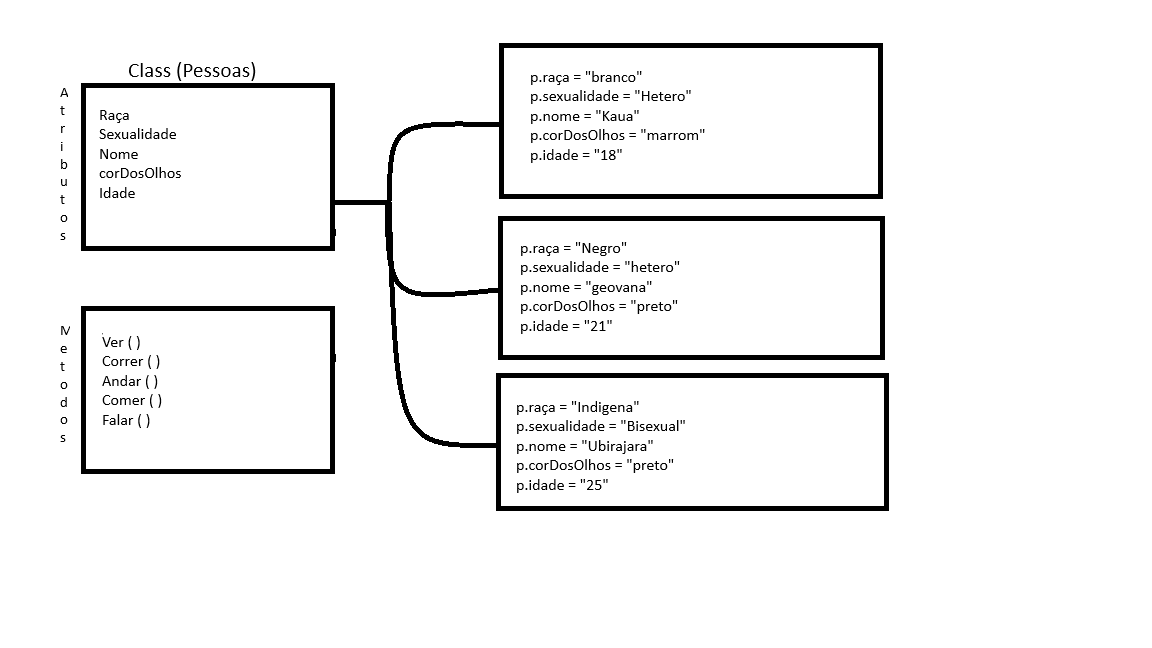 Class (Pessoas)
Atributos
Raça
Sexualidade
Nome
corDosOlhos
Idade
Metodos
Ver ( )
Correr ( )
Andar ( )
Comer ( )
Falar ( )
p.raça = "branco"
p.sexualidade = "Hetero"
p.nome = "Kaua"
p.corDosOlhos = "marrom"
p.idade = "18"
p.raça = "Negro"
p.sexualidade = "hetero"
p.nome = "geovana"
p.corDosOlhos = "preto"
p.idade = "21"
p.raça = "Indigena"
p.sexualidade = "Bisexual"
p.nome = "Ubirajara"
p.corDosOlhos = "preto"
p.idade = "25"